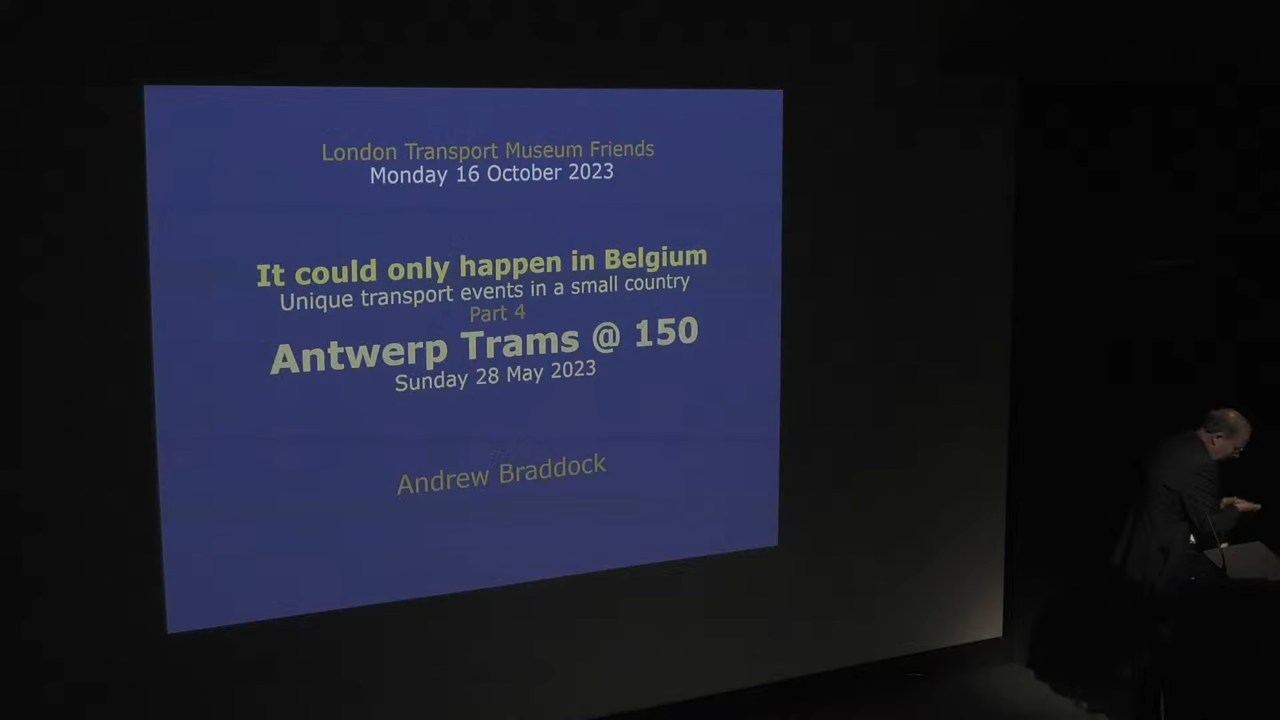 London Transport Museum Friends
Monday 16 October 2023
It could only happen in Belgium
Unique transport events in a small country
Part 4
Antwerp Trams @ 150
Sunday 28 May 2023
Andrew Braddock